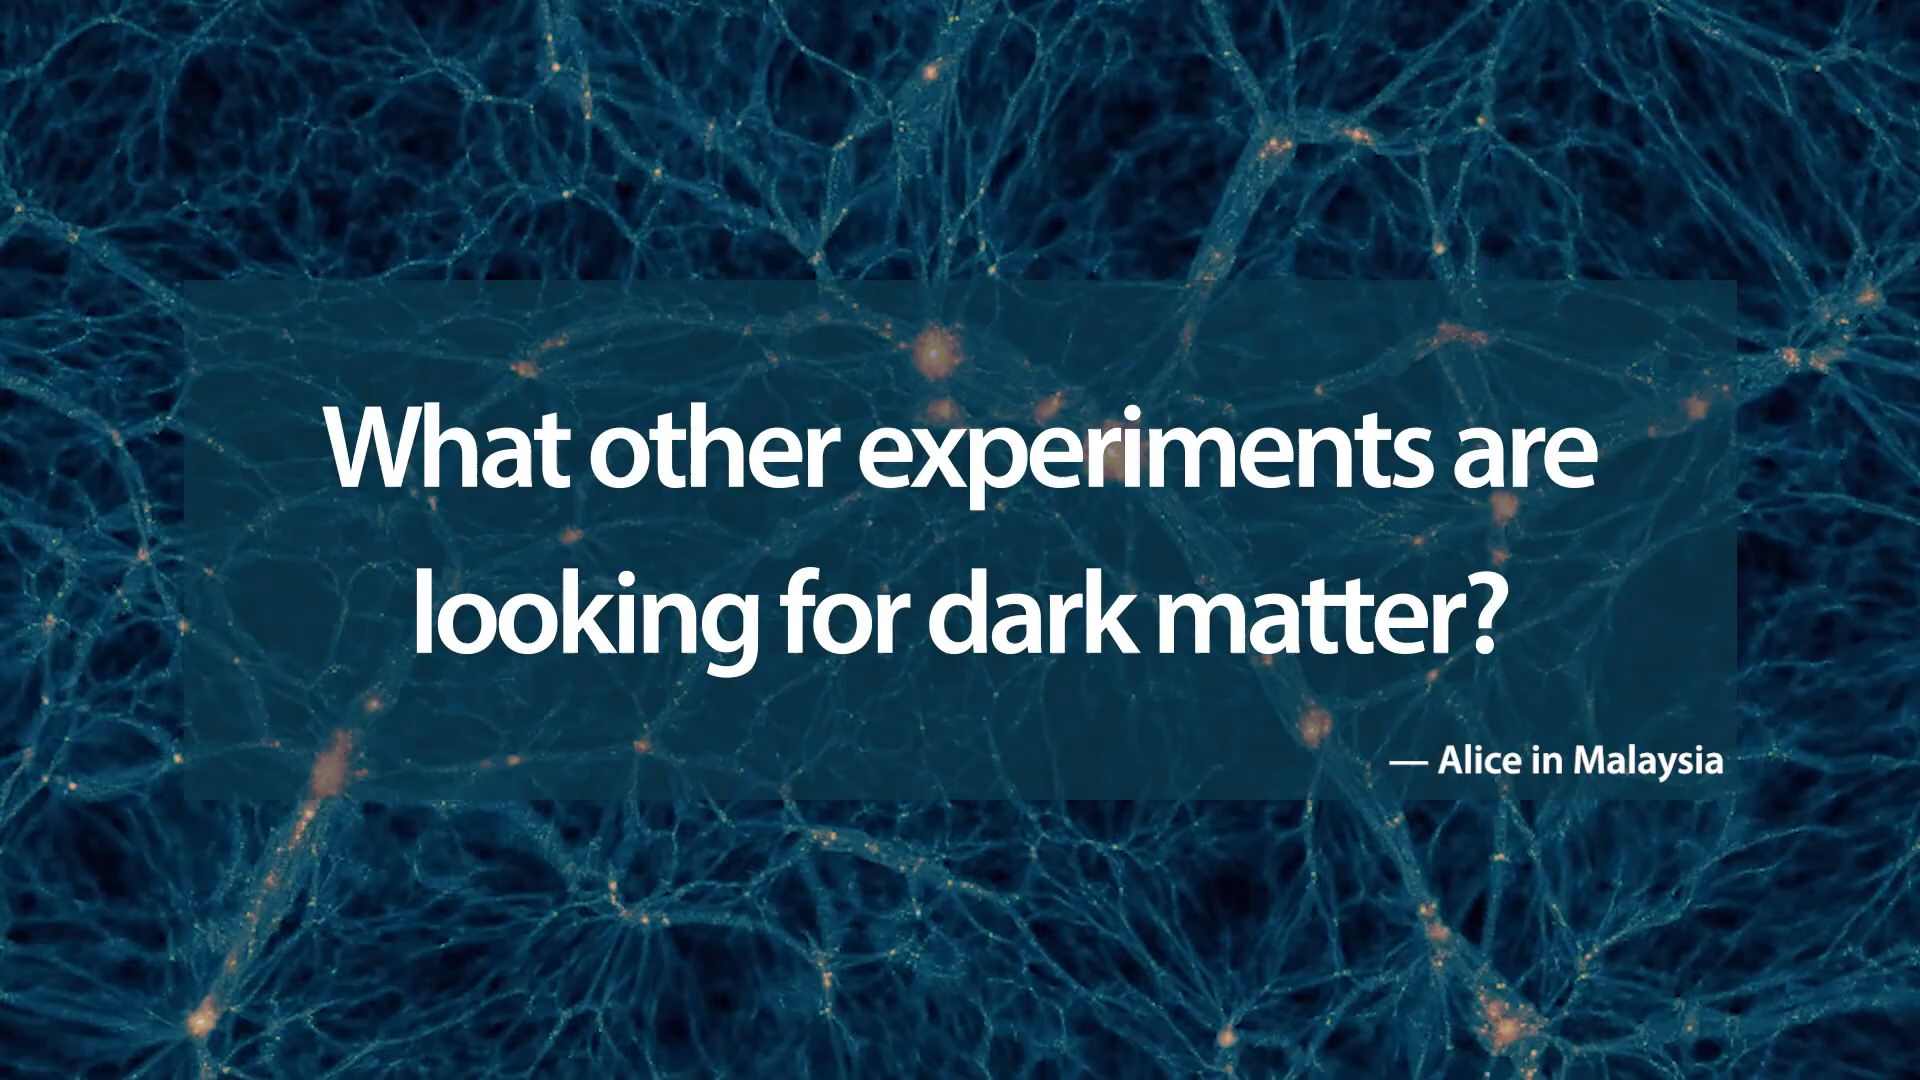 What other experiments are
looking for dark matter?
— Alice in Malaysia